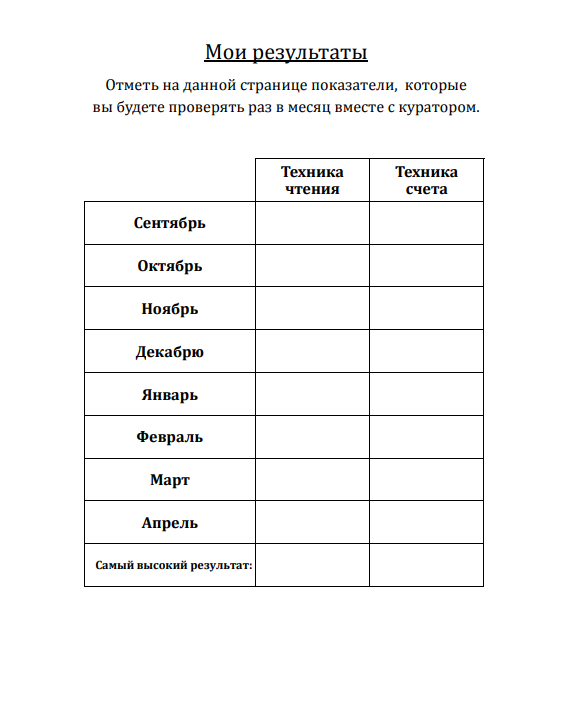 Мои результаты
Отметь на данной странице показатели, которые
вы будете проверять раз в месяц вместе с куратором.
Техника чтения
Техника счета
Сентябрь
Октябрь
Ноябрь
Декабрю
Январь
Февраль
Март
Апрель
Самый высокий результат: